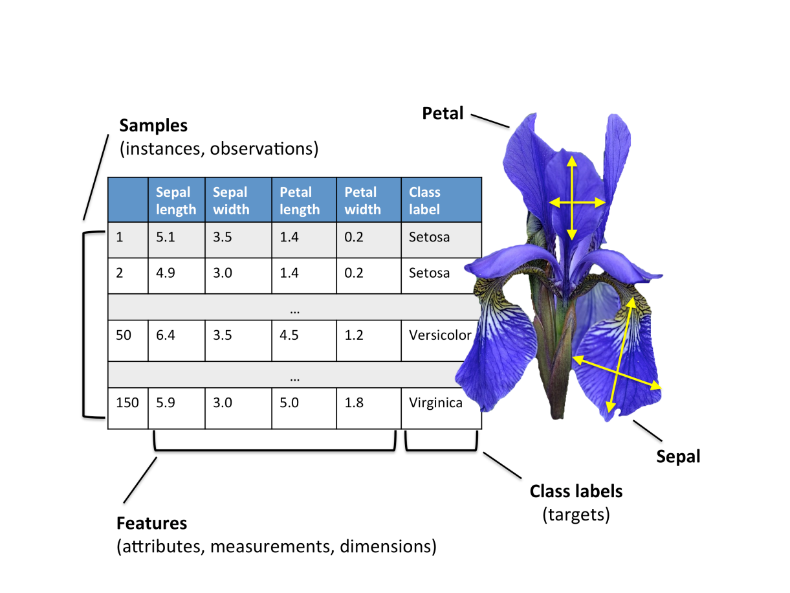 Petal
Samples
(instances, observations)
Sepal length Sepal width Petal length Petal width Class label
1 5.1 3.5 1.4 0.2 Setosa
2 4.9 3.0 1.4 0.2 Setosa
...
50 6.4 3.5 4.5 1.2 Versicolor
...
150 5.9 3.0 5.0 1.8 Virginica
Sepal
Class labels
(targets)
Features
(attributes, measurements, dimensions)